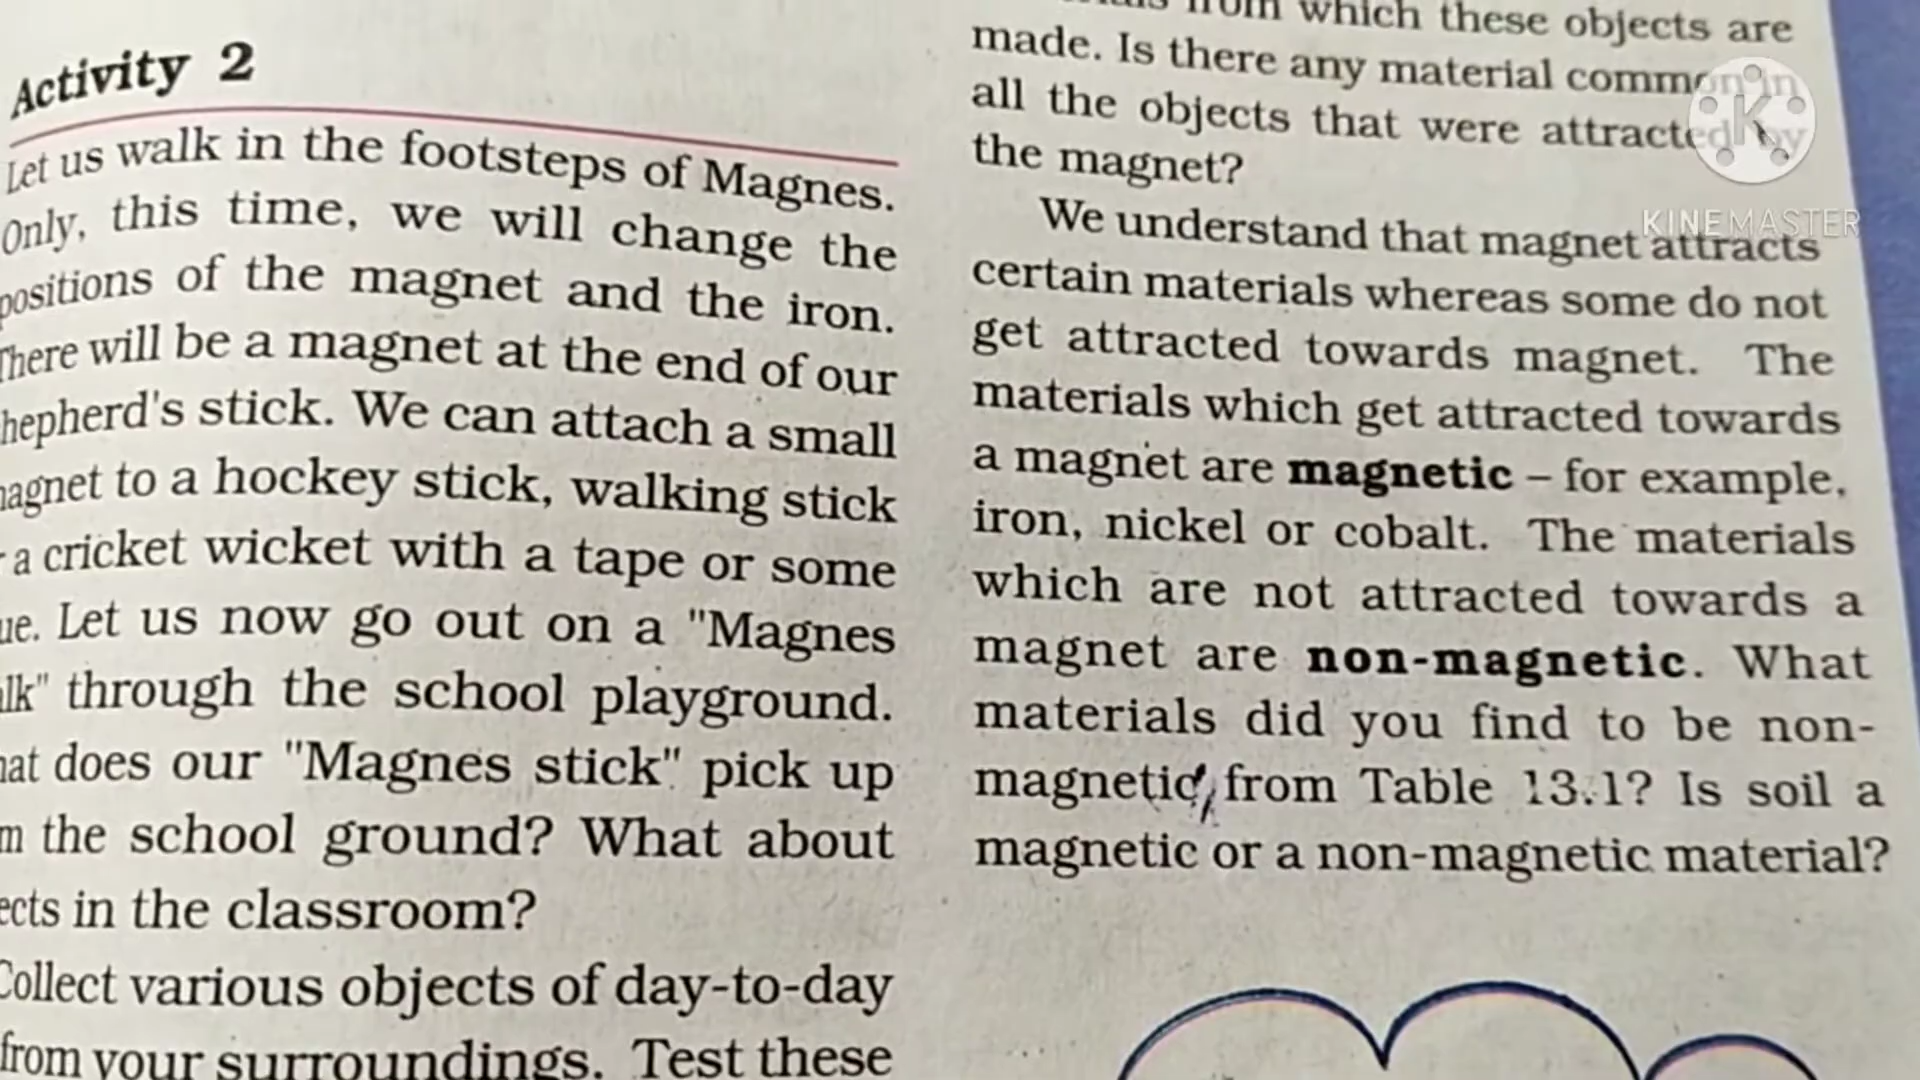 Activity 2
Let us walk in the footsteps of Magnes.
Only, this time, we will change the
positions of the magnet and the iron.
There will be a magnet at the end of our
hepherd's stick. We can attach a small
agnet to a hockey stick, walking stick
a cricket wicket with a tape or some
ue. Let us now go out on a "Magnes
alk" through the school playground.
hat does our "Magnes stick" pick up
m the school ground? What about
ects in the classroom?
Collect various objects of day-to-day
from your surroundings. Test these
from which these objects are
made. Is there any material common in
all the objects that were attracted by
the magnet?
We understand that magnet attracts
certain materials whereas some do not
get attracted towards magnet. The
materials which get attracted towards
a magnet are magnetic – for example,
iron, nickel or cobalt. The materials
which are not attracted towards a
magnet are non-magnetic. What
materials did you find to be non-
magnetic, from Table 13.1? Is soil a
magnetic or a non-magnetic material?
K
KINEMASTER